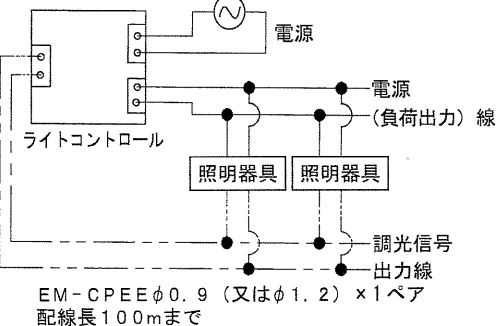 電源
電源
(負荷出力) 線
ライトコントロール
照明器具 照明器具
調光信号
出力線
EM-CPEEφ0.9 (又はφ1.2) ×1ペア
配線長100mまで